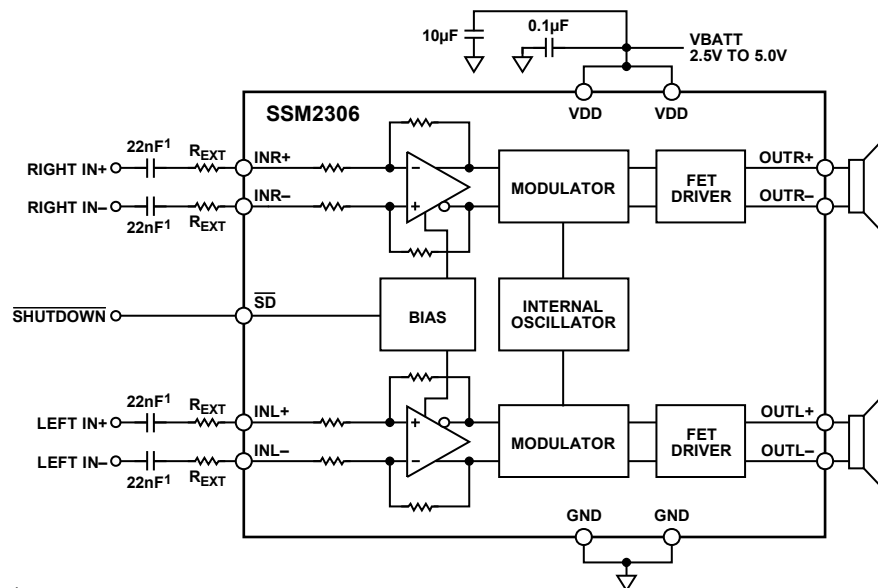 10µF
0.1µF
VBATT
2.5V TO 5.0V
VDD
VDD
SSM2306
22nF1
REXT
INR+
RIGHT IN+
RIGHT IN–
22nF1
REXT
INR–
MODULATOR
FET
DRIVER
OUTR+
OUTR–
SHUTDOWN
SD
BIAS
INTERNAL
OSCILLATOR
22nF1
REXT
INL+
LEFT IN+
LEFT IN–
22nF1
REXT
INL–
MODULATOR
FET
DRIVER
OUTL+
OUTL–
GND
GND